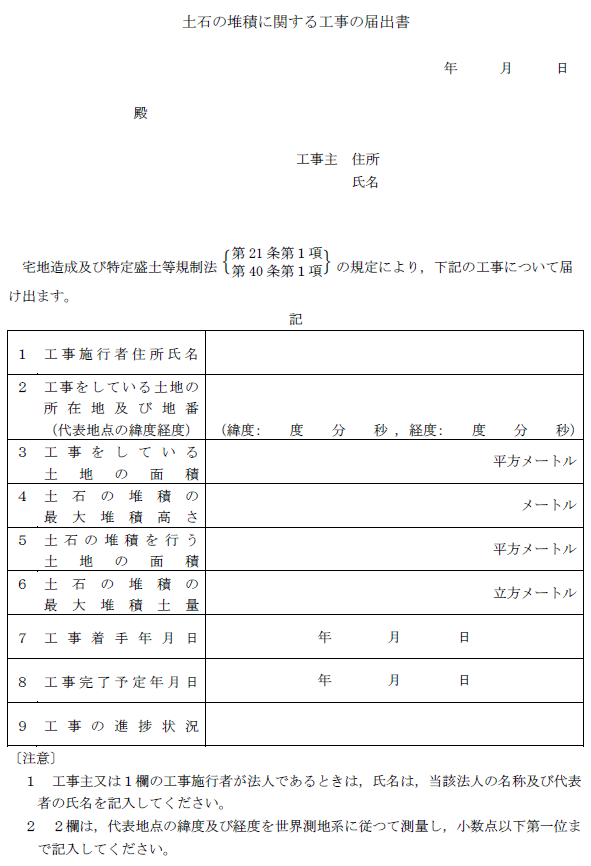 土石の堆積に関する工事の届出書
年　　　月　　　日
殿
工事主　住所
氏名
宅地造成及び特定盛土等規制法{第21条第1項 第40条第1項}の規定により，下記の工事について届
け出ます。
記
1　工事施行者住所氏名
2　工事をしている土地の
所在地及び地番
（代表地点の緯度経度）　（緯度：　　度　　分　　秒，経度：　　度　　分　　秒）
3　工事をしている
土地の面積　平方メートル
4　土石の堆積の
最大堆積高さ　メートル
5　土石の堆積を行う
土地の面積　平方メートル
6　土石の堆積の
最大堆積土量　立方メートル
7　工事着手年月日　　年　　　月　　　日
8　工事完了予定年月日　　年　　　月　　　日
9　工事の進捗状況
〔注意〕
1　工事主又は1欄の工事施行者が法人であるときは，氏名は，当該法人の名称及び代表
者の氏名を記入してください。
2　2欄は，代表地点の緯度及び経度を世界測地系に従つて測量し，小数点以下第一位ま
で記入してください。